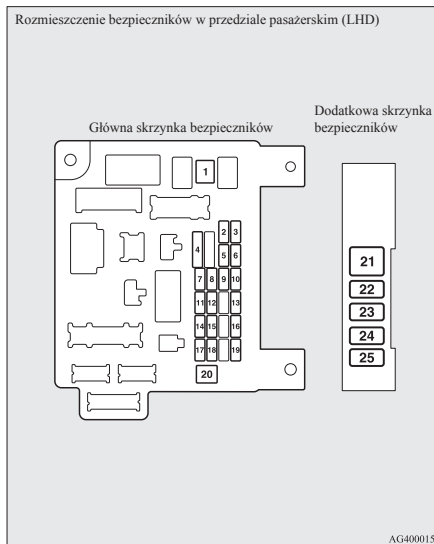 Rozmieszczenie bezpieczników w przedziale pasażerskim (LHD)
Główna skrzynka bezpieczników
Dodatkowa skrzynka
bezpieczników
1
2 3
4 5 6
7 8 9 10
11 12 13
14 15 16
17 18 19
20
21
22
23
24
25
AG400015